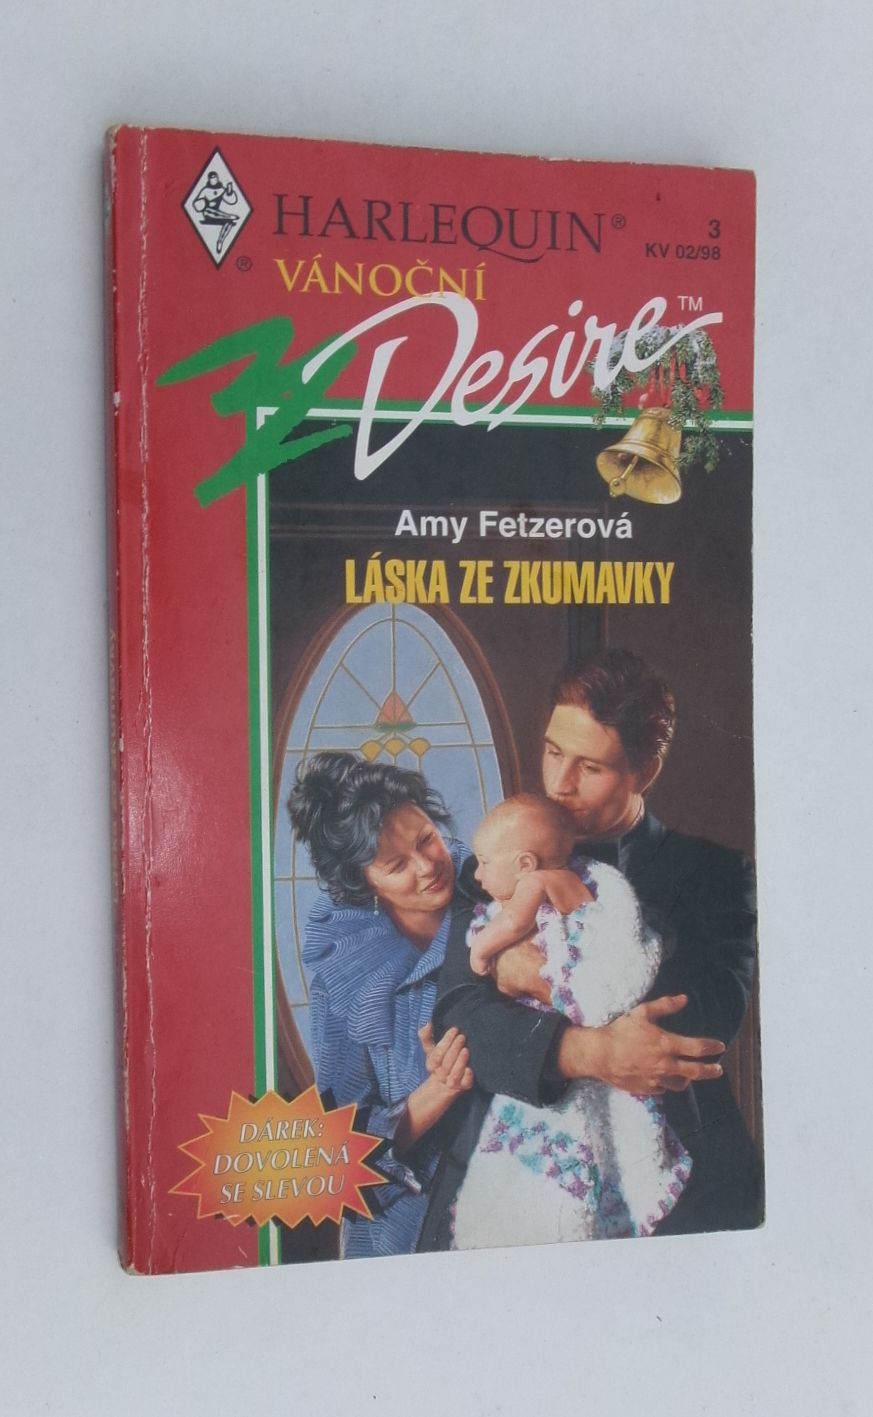 HARLEQUIN®
®
3
KV 02/98
VÁNOČNÍ
Desire™
Amy Fetzerová
LÁSKA ZE ZKUMAVKY
DÁREK:
DOVOLENÁ
SE SLEVOU